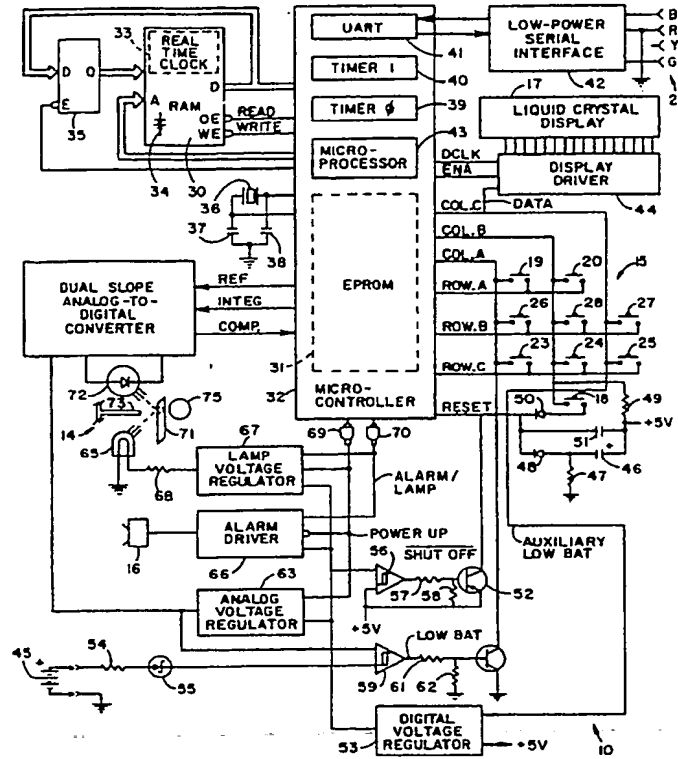 33
REAL
TIME
CLOCK
D
Q
E
35
A
D
RAM
OE
WE
READ
WRITE
34
30
36
37
38
UART
41
TIMER 1
40
TIMER φ
39
43
MICRO-
PROCESSOR
EPROM
31
32
MICRO-
CONTROLLER
LOW-POWER
SERIAL
INTERFACE
42
B
R
Y
G
2
17
LIQUID CRYSTAL
DISPLAY
DISPLAY
DRIVER
44
DCLK
ENA
COL.C
DATA
COL.B
COL.A
ROW.A
ROW.B
ROW.C
RESET
19
20
15
26
28
27
23
24
25
50
18
49
+5V
51
48
47
46
DUAL SLOPE
ANALOG-TO-
DIGITAL
CONVERTER
REF
INTEG
COMP.
72
73
75
14
71
65
68
67
LAMP
VOLTAGE
REGULATOR
69
70
ALARM/
LAMP
16
ALARM
DRIVER
66
63
ANALOG
VOLTAGE
REGULATOR
POWER UP
SHUT OFF
56
57
58
52
+5V
AUXILIARY
LOW BAT
LOW BAT
59
61
62
45
+
54
55
53
DIGITAL
VOLTAGE
REGULATOR
+5V
10